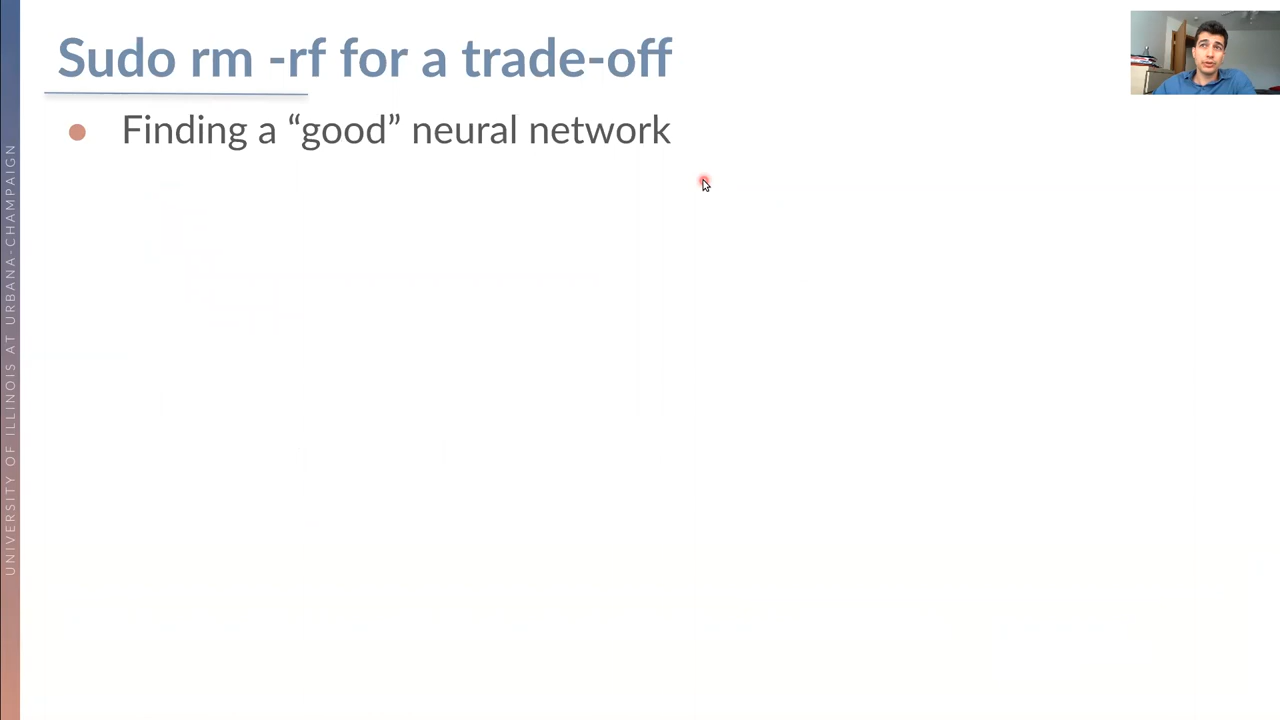 Sudo rm -rf for a trade-off
● Finding a “good” neural network
UNIVERSITY OF ILLINOIS AT URBANA-CHAMPAIGN